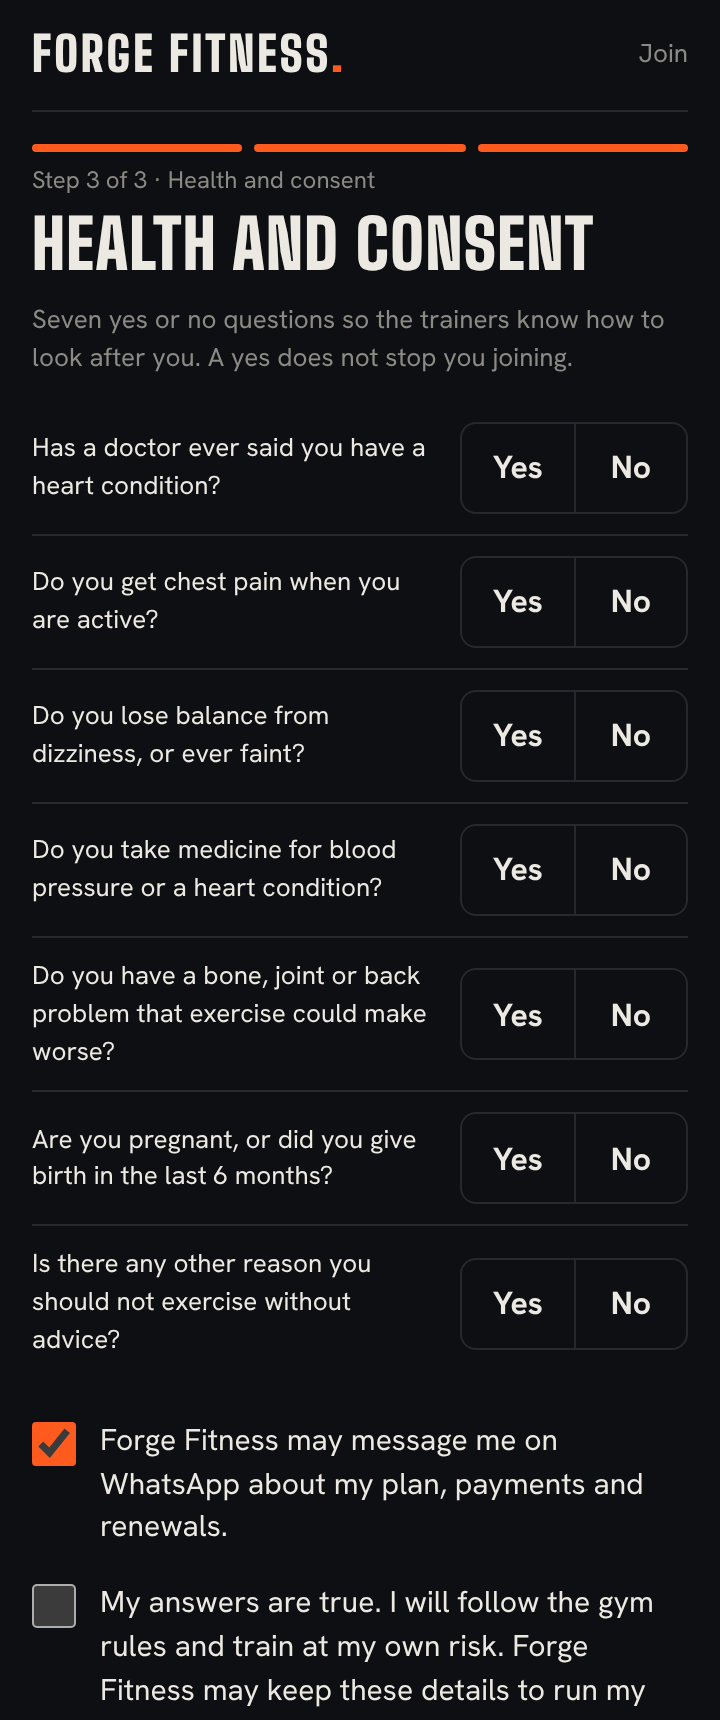 FORGE FITNESS.
Join
Step 3 of 3 · Health and consent
HEALTH AND CONSENT
Seven yes or no questions so the trainers know how to
look after you. A yes does not stop you joining.
Has a doctor ever said you have a
heart condition?
Yes No
Do you get chest pain when you
are active?
Yes No
Do you lose balance from
dizziness, or ever faint?
Yes No
Do you take medicine for blood
pressure or a heart condition?
Yes No
Do you have a bone, joint or back
problem that exercise could make
worse?
Yes No
Are you pregnant, or did you give
birth in the last 6 months?
Yes No
Is there any other reason you
should not exercise without
advice?
Yes No
Forge Fitness may message me on
WhatsApp about my plan, payments and
renewals.
My answers are true. I will follow the gym
rules and train at my own risk. Forge
Fitness may keep these details to run my